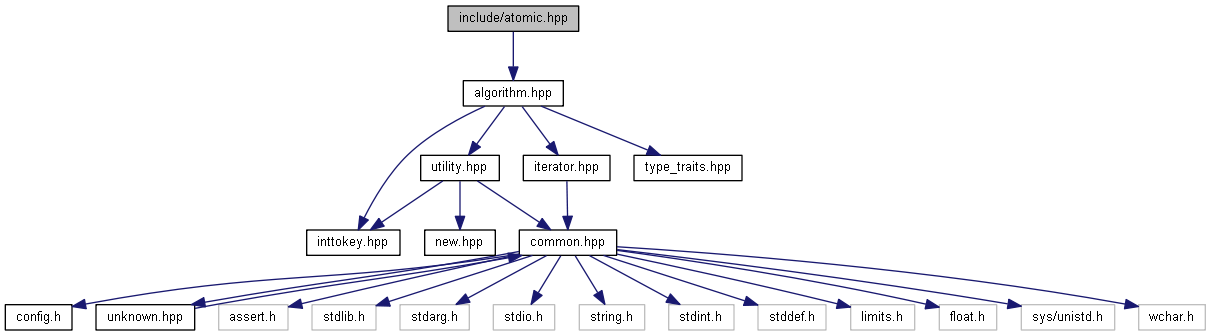 include/atomic.hpp
algorithm.hpp
utility.hpp
iterator.hpp
type_traits.hpp
inttokey.hpp
new.hpp
common.hpp
config.h
unknown.hpp
assert.h
stdlib.h
stdarg.h
stdio.h
string.h
stdint.h
stddef.h
limits.h
float.h
sys/unistd.h
wchar.h